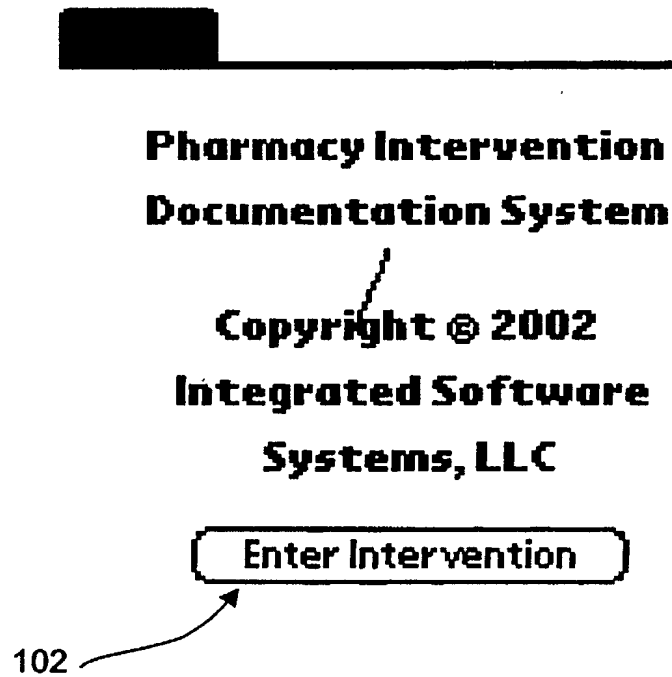 Pharmacy Intervention
Documentation System
Copyright © 2002
Integrated Software
Systems, LLC
Enter Intervention
102